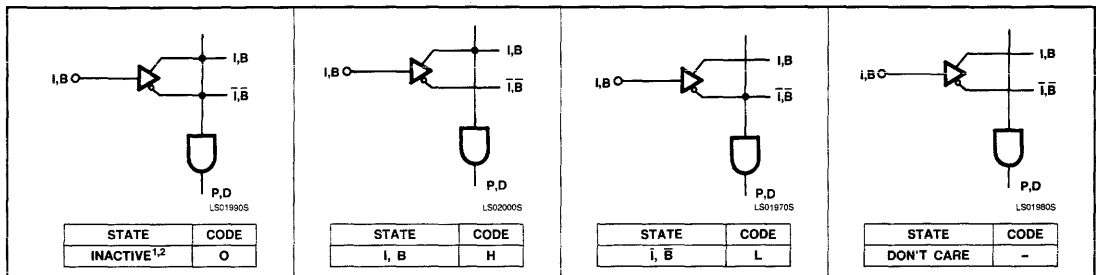 I,B
I,B
I̅,B̅
P,D
LS01990S
STATE CODE
INACTIVE1,2 O
I,B
I,B
I̅,B̅
P,D
LS02000S
STATE CODE
I, B H
I,B
I,B
I̅,B̅
P,D
LS01970S
STATE CODE
I̅, B̅ L
I,B
I,B
I̅,B̅
P,D
LS01980S
STATE CODE
DON'T CARE –